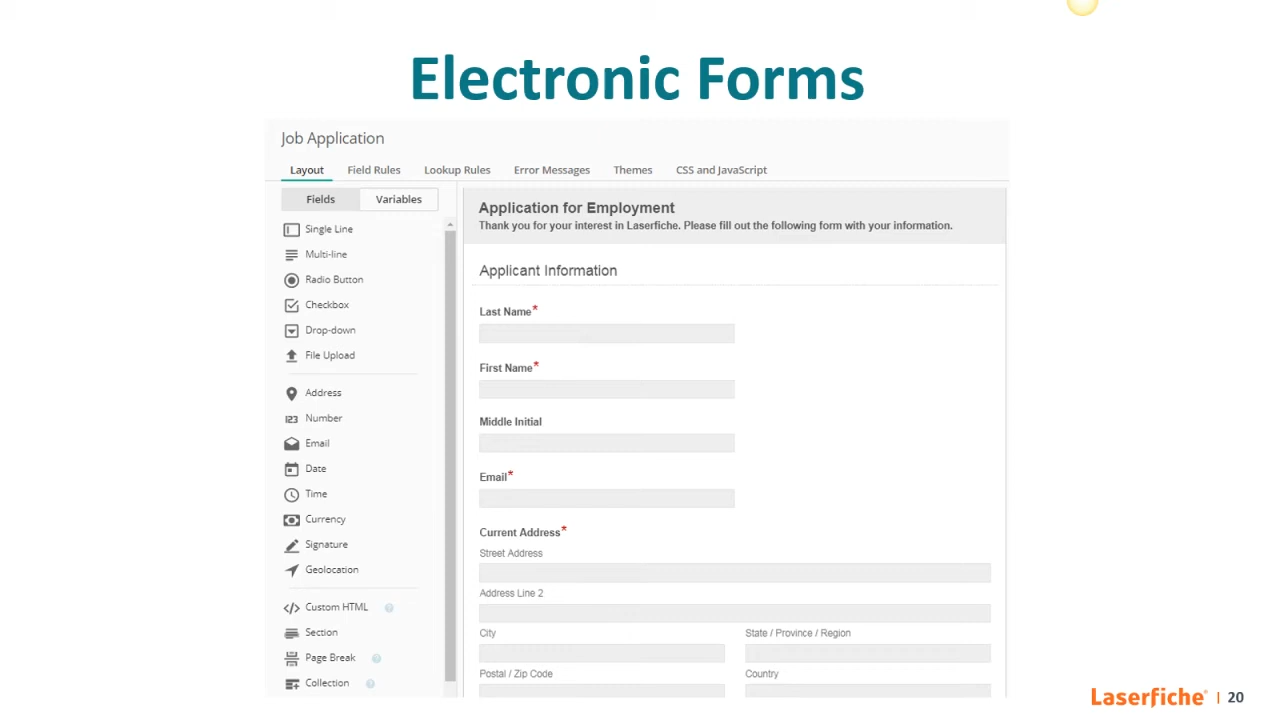 Electronic Forms
Job Application
Layout Field Rules Lookup Rules Error Messages Themes CSS and JavaScript
Fields Variables
Single Line
Multi-line
Radio Button
Checkbox
Drop-down
File Upload
Address
123 Number
Email
Date
Time
Currency
Signature
Geolocation
</> Custom HTML ?
Section
Page Break ?
Collection ?
Application for Employment
Thank you for your interest in Laserfiche. Please fill out the following form with your information.
Applicant Information
Last Name*
First Name*
Middle Initial
Email*
Current Address*
Street Address
Address Line 2
City State / Province / Region
Postal / Zip Code Country
Laserfiche® | 20